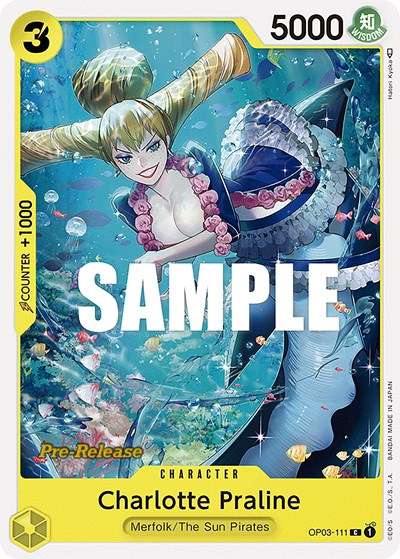 3
5000
知
WISDOM
Hatori Kyoka
COUNTER +1000
SAMPLE
©E.O./S. ©E.O./S., T.A. BANDAI MADE IN JAPAN
Pre-Release
CHARACTER
Charlotte Praline
Merfolk/The Sun Pirates
OP03-111 C 1